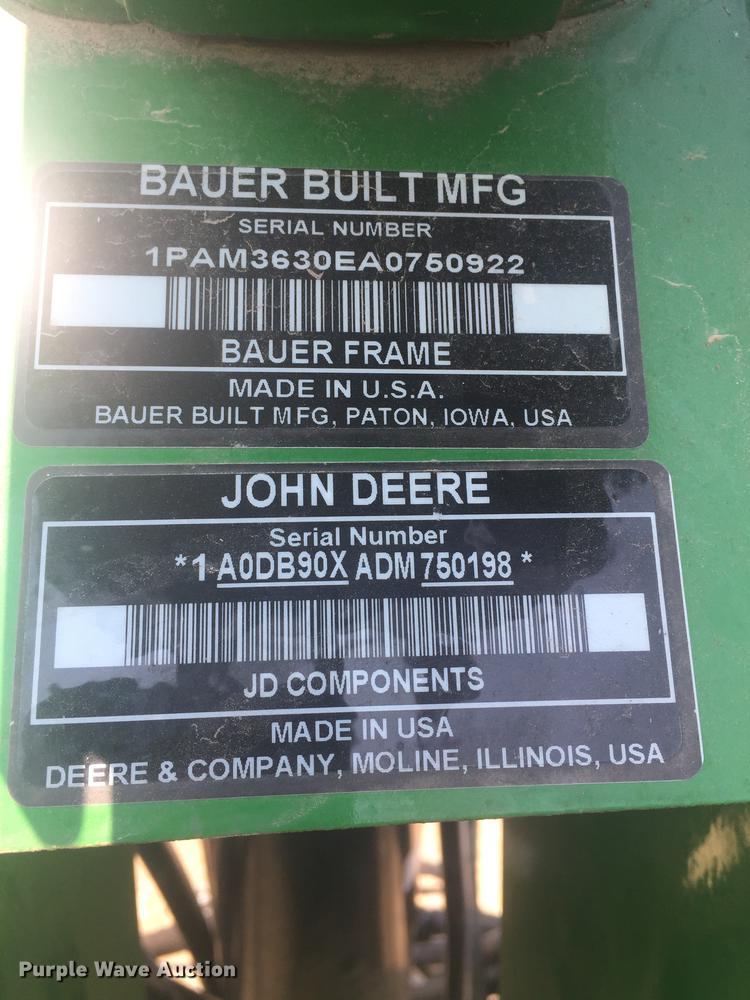 BAUER BUILT MFG
SERIAL NUMBER
1PAM3630EA0750922
BAUER FRAME
MADE IN U.S.A.
BAUER BUILT MFG, PATON, IOWA, USA
JOHN DEERE
Serial Number
*1 A0DB90X ADM 750198 *
JD COMPONENTS
MADE IN USA
DEERE & COMPANY, MOLINE, ILLINOIS, USA
Purple Wave Auction